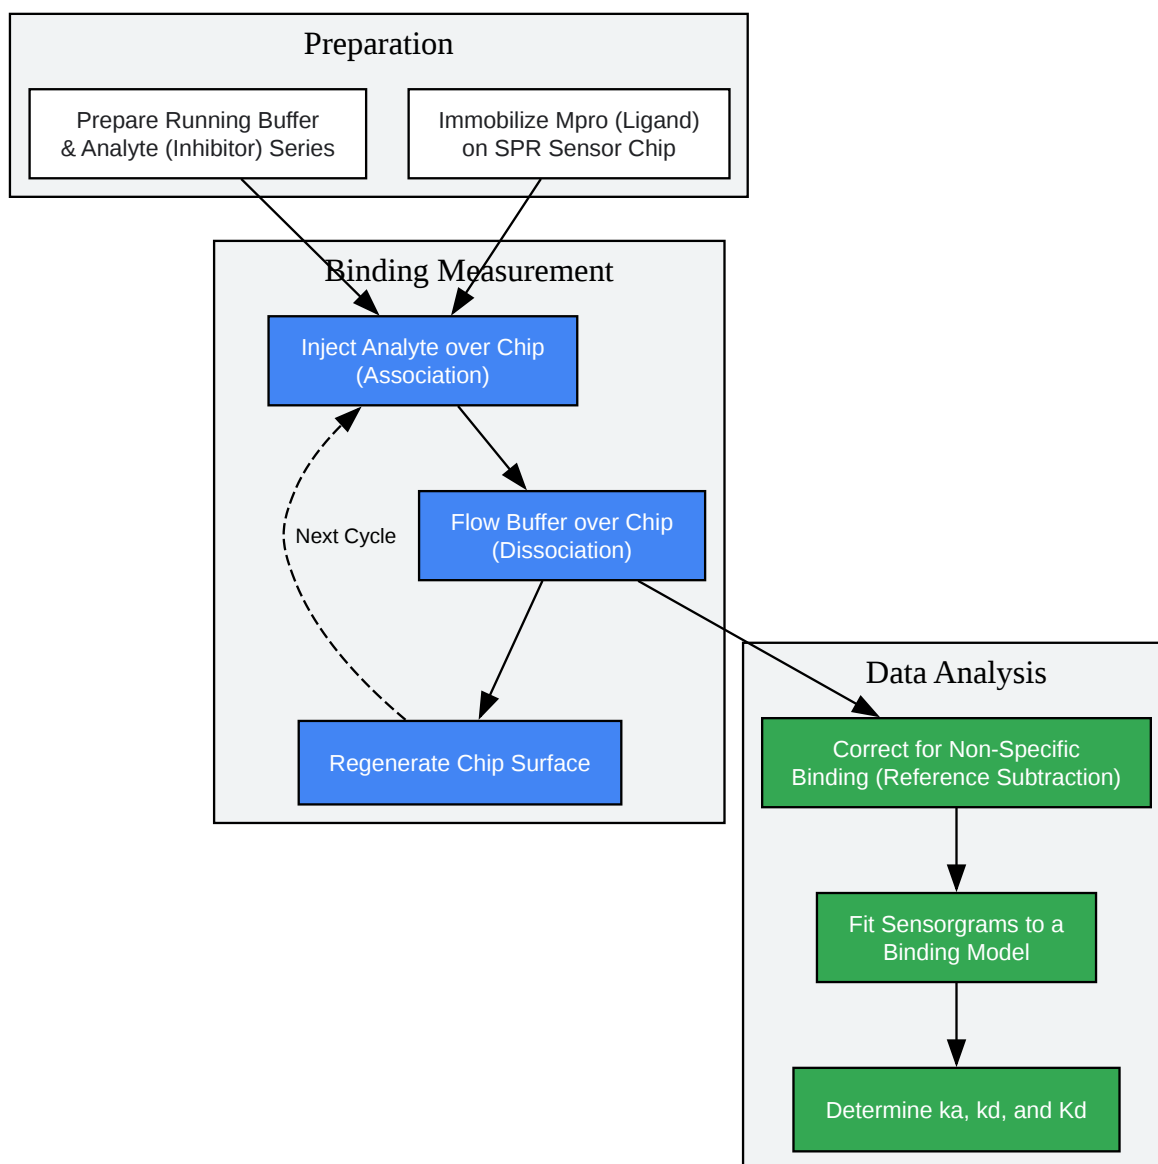 Preparation
Prepare Running Buffer
& Analyte (Inhibitor) Series
Immobilize Mpro (Ligand)
on SPR Sensor Chip
Binding Measurement
Inject Analyte over Chip
(Association)
Next Cycle
Flow Buffer over Chip
(Dissociation)
Regenerate Chip Surface
Data Analysis
Correct for Non-Specific
Binding (Reference Subtraction)
Fit Sensorgrams to a
Binding Model
Determine ka, kd, and Kd